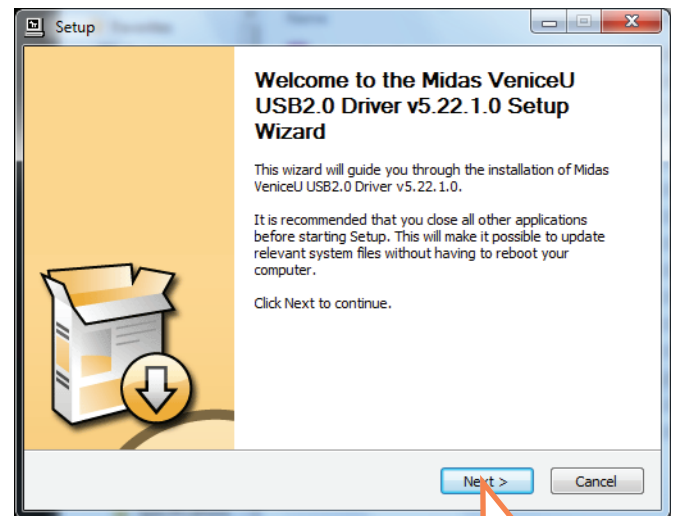 Setup
Welcome to the Midas VeniceU
USB2.0 Driver v5.22.1.0 Setup
Wizard
This wizard will guide you through the installation of Midas
VeniceU USB2.0 Driver v5.22.1.0.
It is recommended that you close all other applications
before starting Setup. This will make it possible to update
relevant system files without having to reboot your
computer.
Click Next to continue.
Next >
Cancel